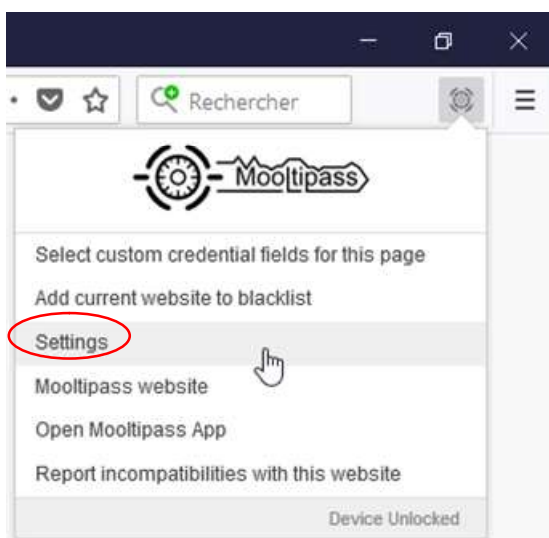 Rechercher
Mooltipass
Select custom credential fields for this page
Add current website to blacklist
Settings
Mooltipass website
Open Mooltipass App
Report incompatibilities with this website
Device Unlocked